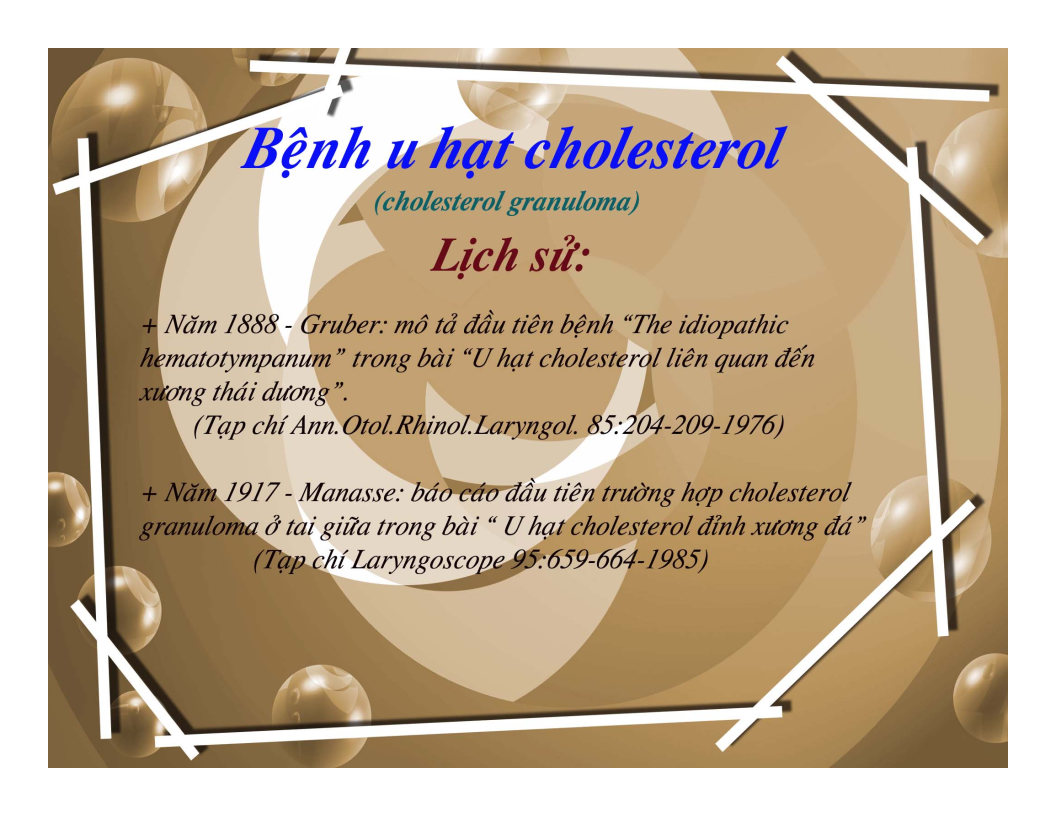 Bệnh u hạt cholesterol
(cholesterol granuloma)
Lịch sử:
+ Năm 1888 - Gruber: mô tả đầu tiên bệnh “The idiopathic
hematotympanum” trong bài “U hạt cholesterol liên quan đến
xương thái dương”.
(Tạp chí Ann.Otol.Rhinol.Laryngol. 85:204-209-1976)
+ Năm 1917 - Manasse: báo cáo đầu tiên trường hợp cholesterol
granuloma ở tai giữa trong bài “ U hạt cholesterol đỉnh xương đá”
(Tạp chí Laryngoscope 95:659-664-1985)